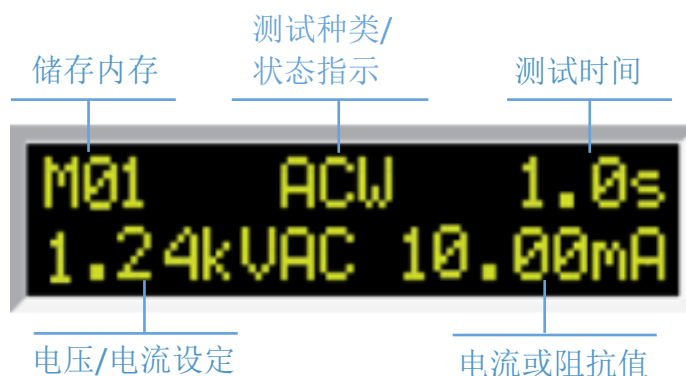 测试种类/
储存内存 状态指示 测试时间
M01 ACW 1.0s
1.24kVAC 10.00mA
电压/电流设定 电流或阻抗值